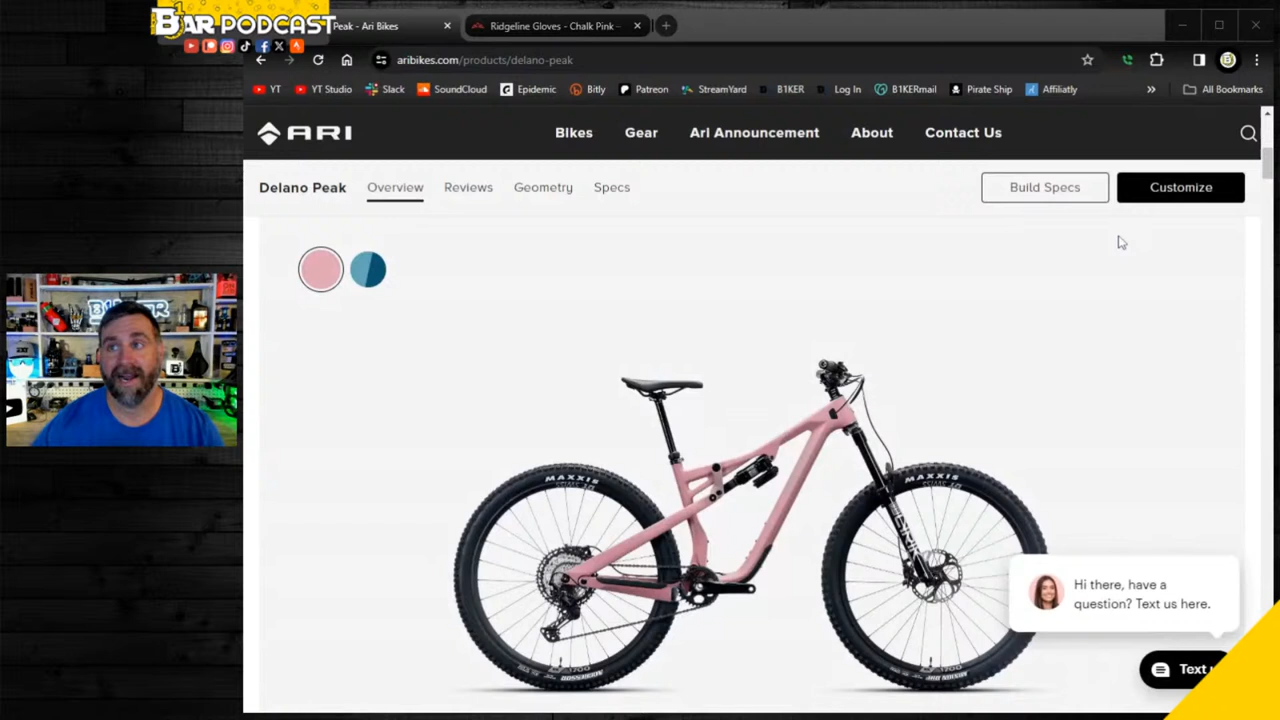 B1 BAR PODCAST
Peak - Ari Bikes
Ridgeline Gloves - Chalk Pink -
aribikes.com/products/delano-peak
YT
YT Studio
Slack
SoundCloud
Epidemic
Bitly
Patreon
StreamYard
B1KER
Log In
B1KERmail
Pirate Ship
Affiliatly
All Bookmarks
ARI
Bikes
Gear
Ari Announcement
About
Contact Us
Delano Peak
Overview
Reviews
Geometry
Specs
Build Specs
Customize
B1KER
MAXXIS
MAXXIS
Hi there, have a
question? Text us here.
Text